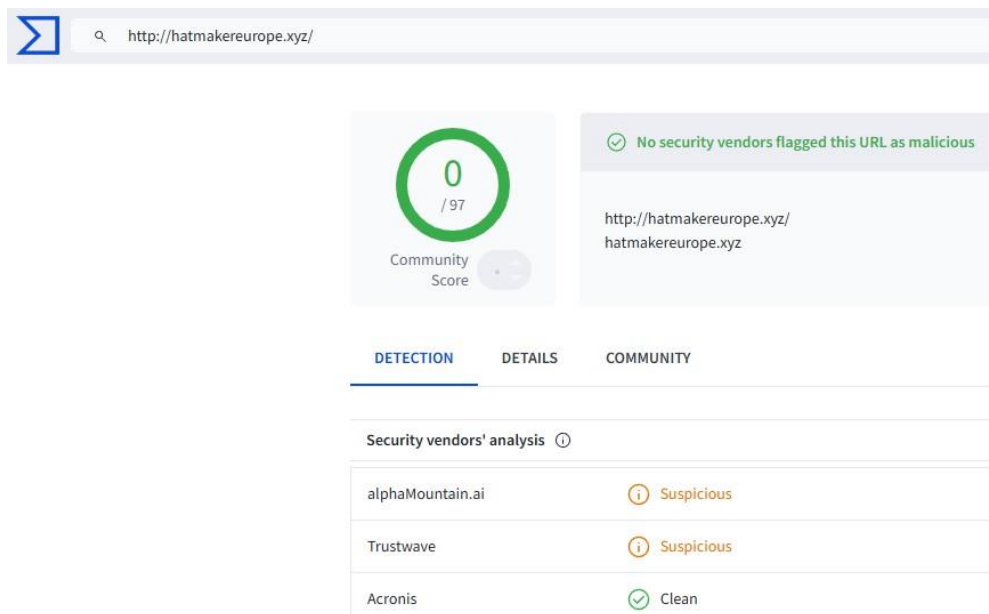 http://hatmakereurope.xyz/
0
/ 97
Community
Score
No security vendors flagged this URL as malicious
http://hatmakereurope.xyz/
hatmakereurope.xyz
DETECTION DETAILS COMMUNITY
Security vendors' analysis
alphaMountain.ai Suspicious
Trustwave Suspicious
Acronis Clean